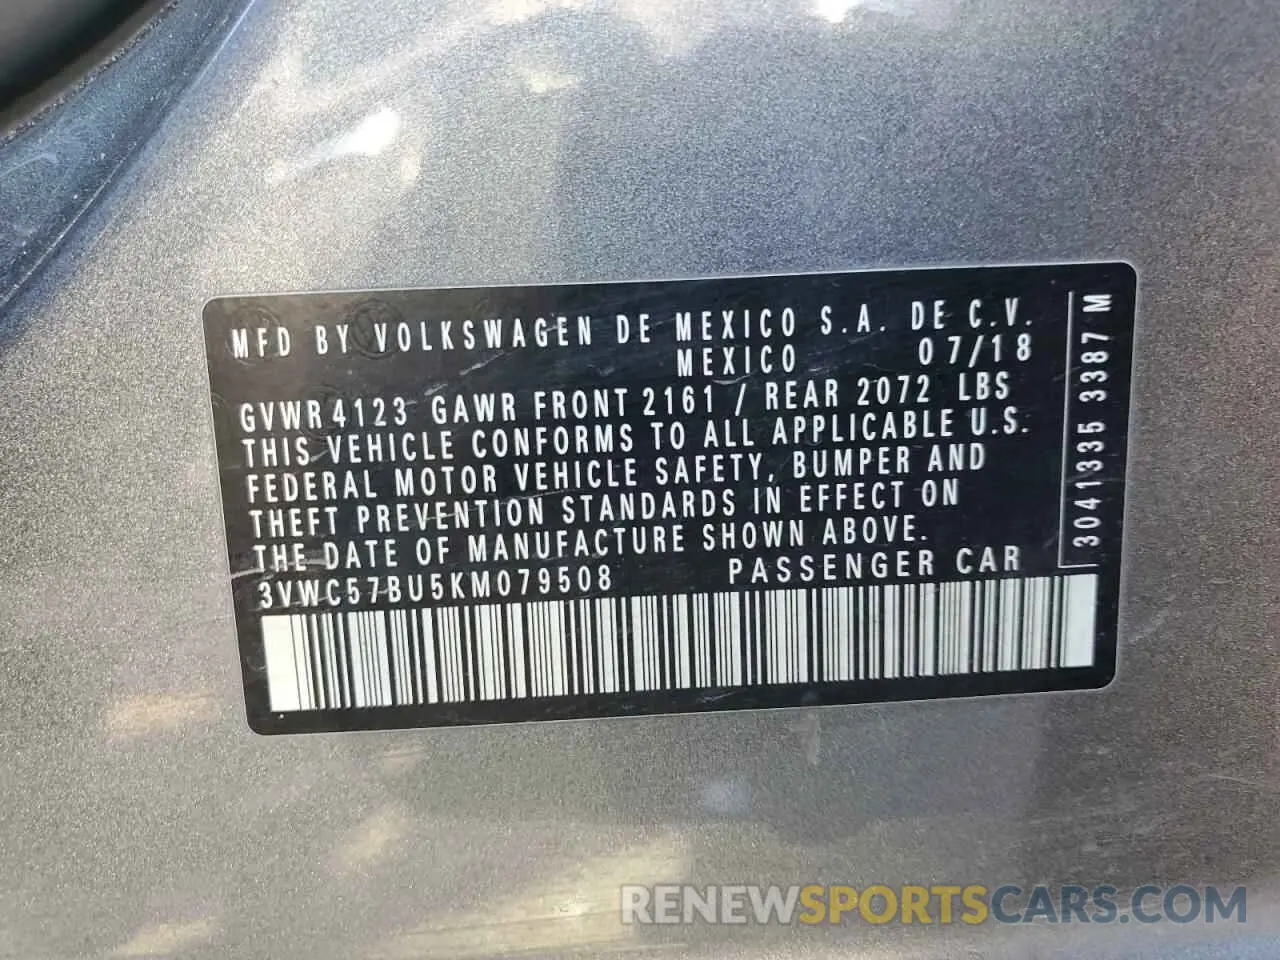 MFD BY VOLKSWAGEN DE MEXICO S.A. DE C.V.
MEXICO 07/18
GVWR 4123 GAWR FRONT 2161 / REAR 2072 LBS
THIS VEHICLE CONFORMS TO ALL APPLICABLE U.S.
FEDERAL MOTOR VEHICLE SAFETY, BUMPER AND
THEFT PREVENTION STANDARDS IN EFFECT ON
THE DATE OF MANUFACTURE SHOWN ABOVE.
3VWC57BU5KM079508 PASSENGER CAR
3041335 3387 M
RENEWSPORTSCARS.COM